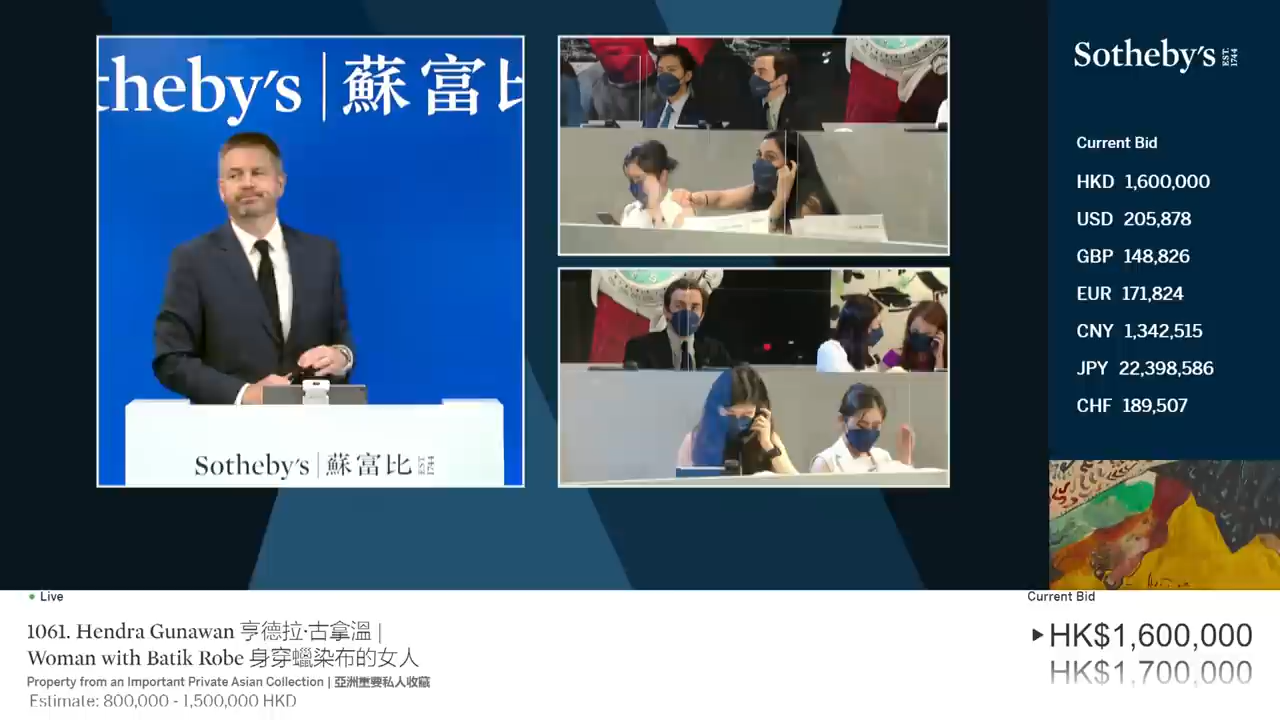 theby's | 蘇富比
Sotheby's | 蘇富比
Sotheby's EST. 1744
Current Bid
HKD 1,600,000
USD 205,878
GBP 148,826
EUR 171,824
CNY 1,342,515
JPY 22,398,586
CHF 189,507
Live
1061. Hendra Gunawan 亨德拉·古拿溫 |
Woman with Batik Robe 身穿蠟染布的女人
Property from an Important Private Asian Collection | 亞洲重要私人收藏
Estimate: 800,000 - 1,500,000 HKD
Current Bid
HK$1,600,000
HK$1,700,000